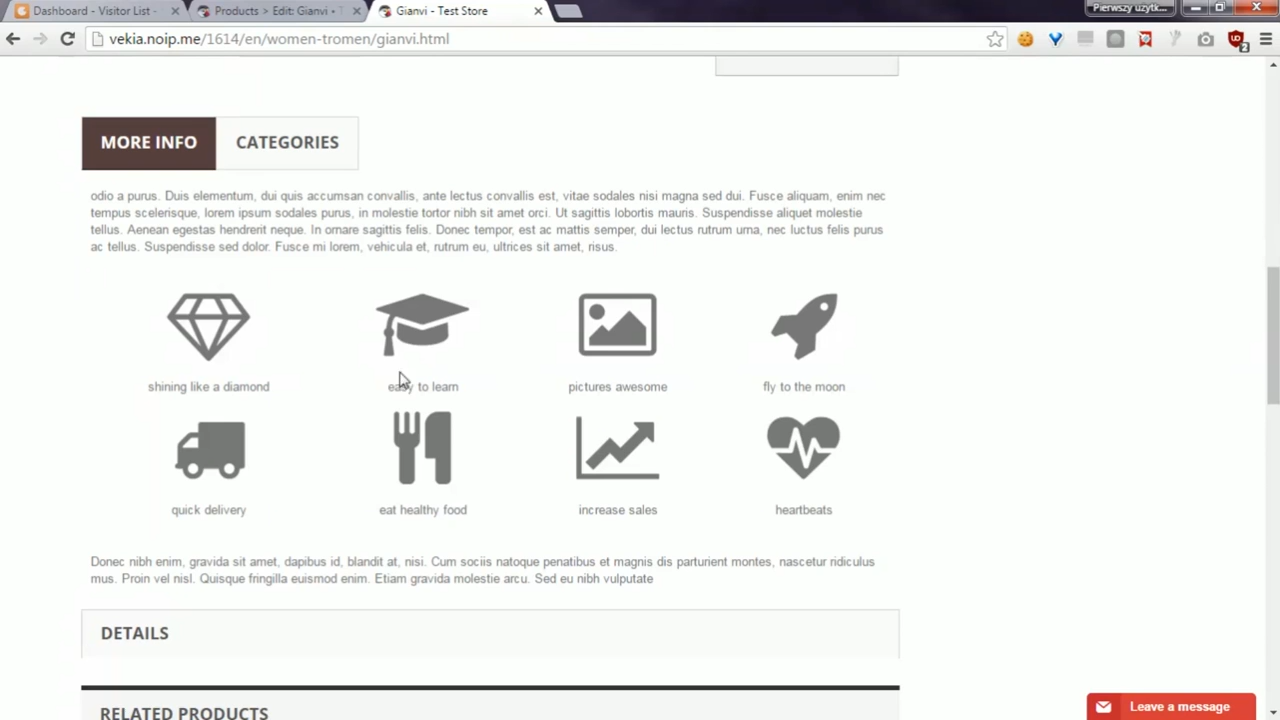 Dashboard - Visitor List -
Products > Edit: Gianvi •
Gianvi - Test Store
Pierwszy użytk...
vekia.noip.me/1614/en/women-tromen/gianvi.html
2
MORE INFO
CATEGORIES
odio a purus. Duis elementum, dui quis accumsan convallis, ante lectus convallis est, vitae sodales nisi magna sed dui. Fusce aliquam, enim nec
tempus scelerisque, lorem ipsum sodales purus, in molestie tortor nibh sit amet orci. Ut sagittis lobortis mauris. Suspendisse aliquet molestie
tellus. Aenean egestas hendrerit neque. In ornare sagittis felis. Donec tempor, est ac mattis semper, dui lectus rutrum urna, nec luctus felis purus
ac tellus. Suspendisse sed dolor. Fusce mi lorem, vehicula et, rutrum eu, ultrices sit amet, risus.
shining like a diamond
easy to learn
pictures awesome
fly to the moon
quick delivery
eat healthy food
increase sales
heartbeats
Donec nibh enim, gravida sit amet, dapibus id, blandit at, nisi. Cum sociis natoque penatibus et magnis dis parturient montes, nascetur ridiculus
mus. Proin vel nisl. Quisque fringilla euismod enim. Etiam gravida molestie arcu. Sed eu nibh vulputate
DETAILS
RELATED PRODUCTS
Leave a message